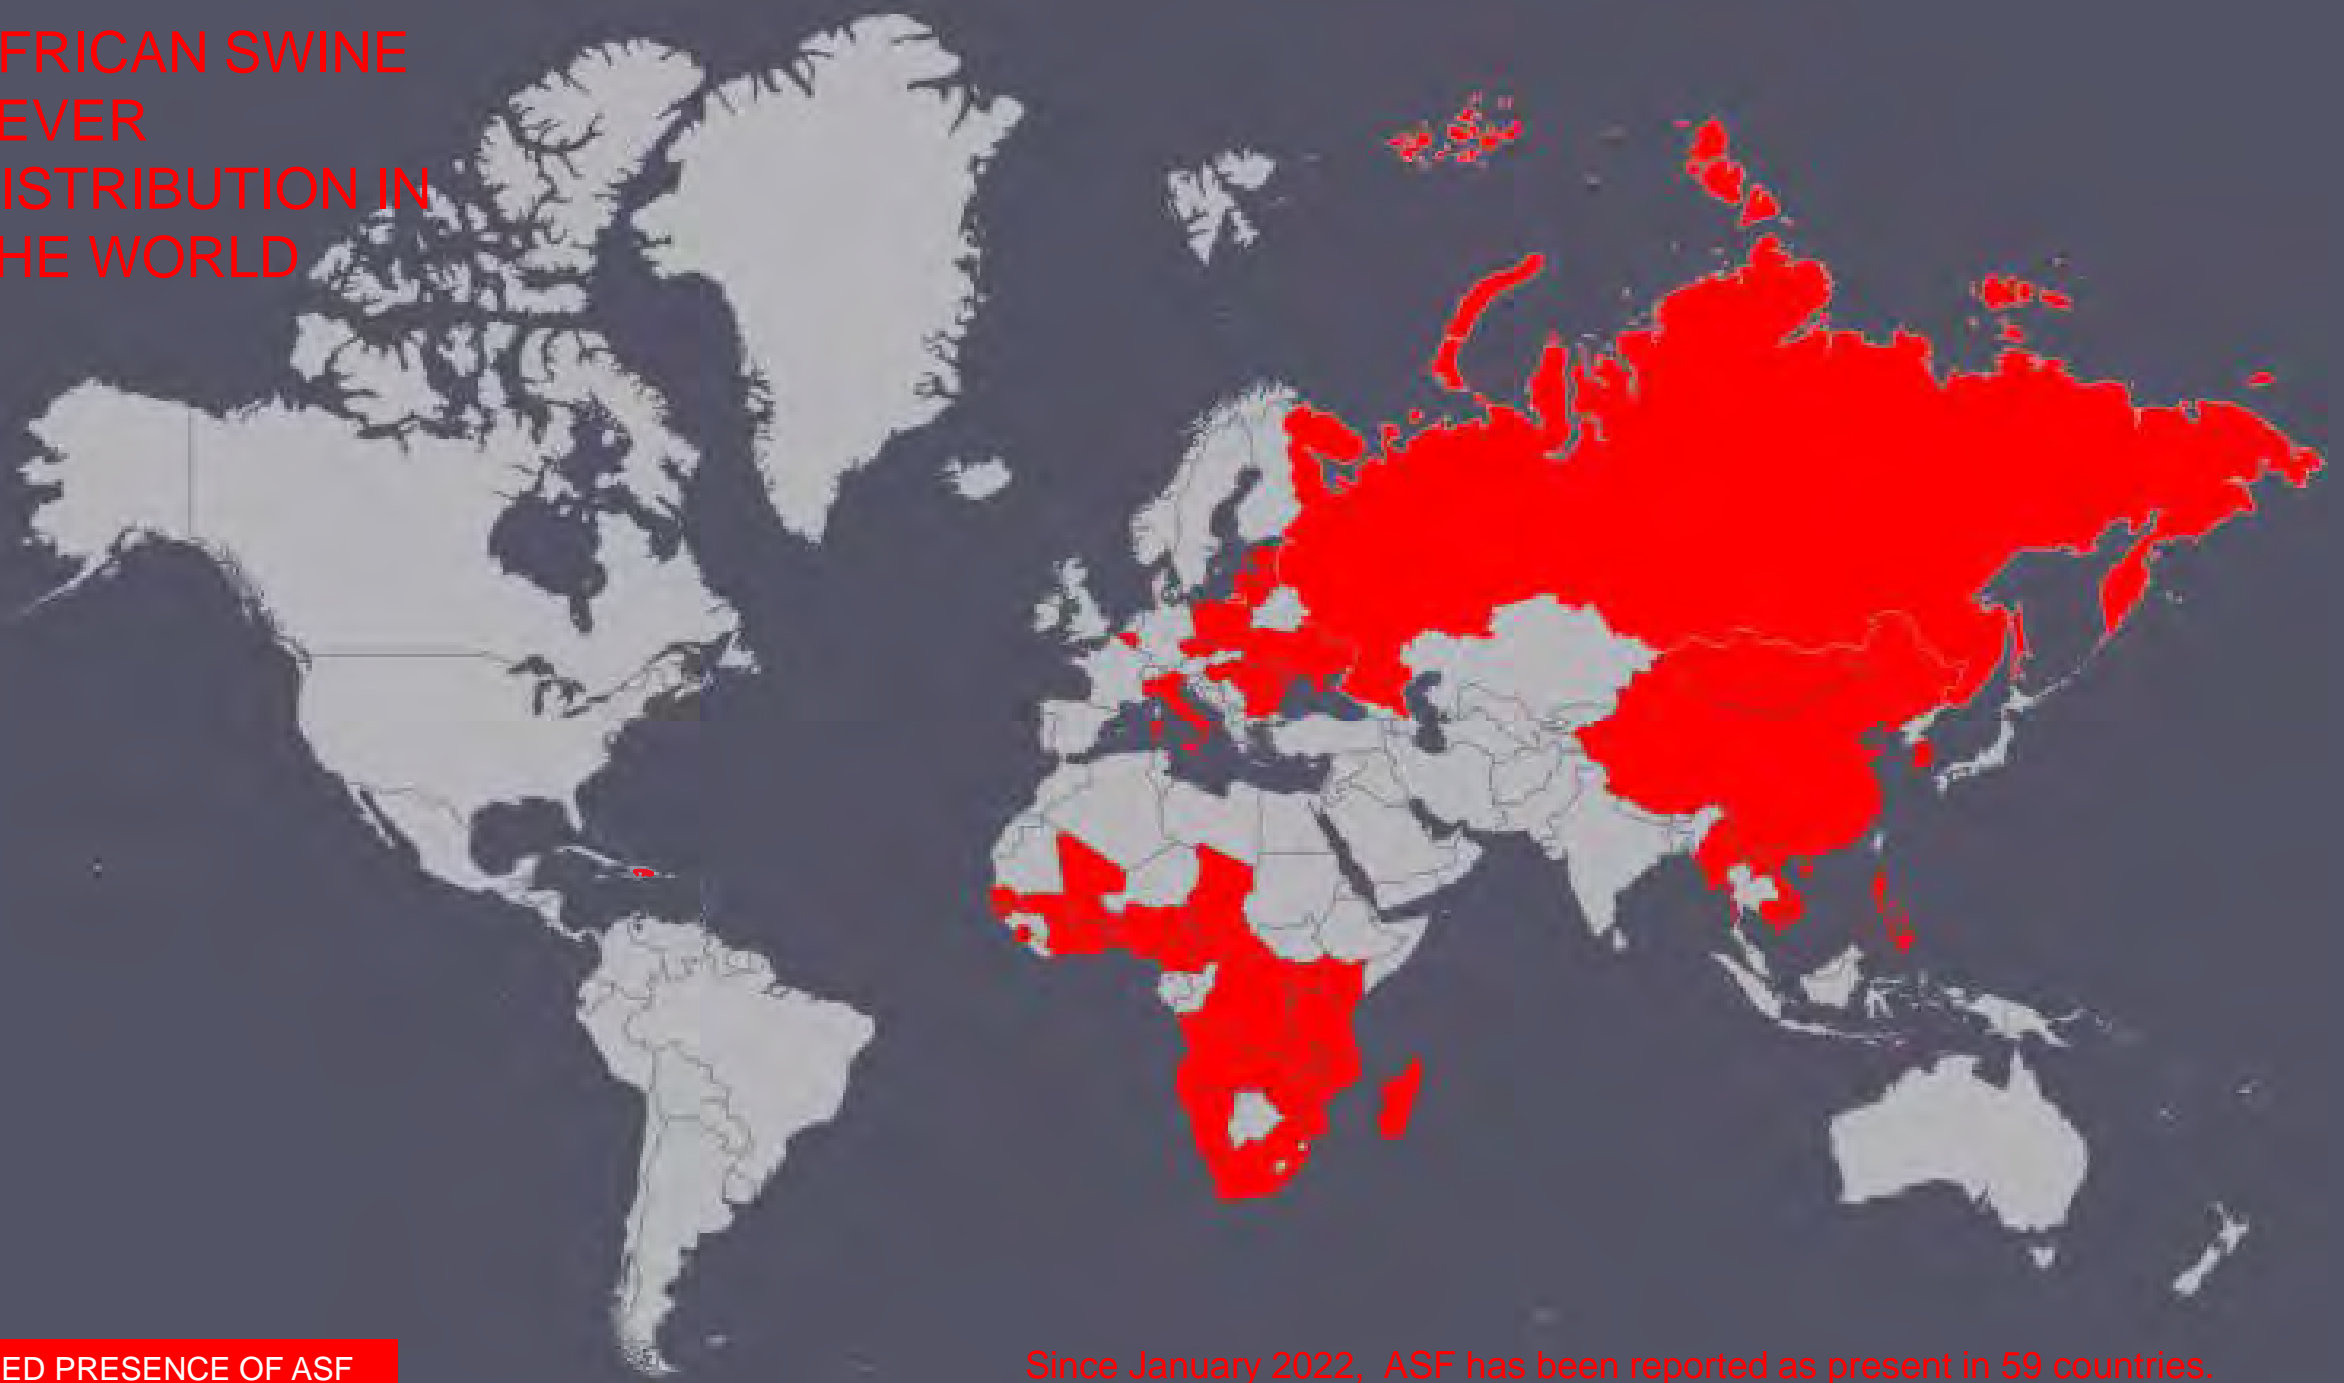 FRICAN SWINE
EVER
ISTRIBUTION IN
HE WORLD
ED PRESENCE OF ASF
Since January 2022, ASF has been reported as present in 59 countries.